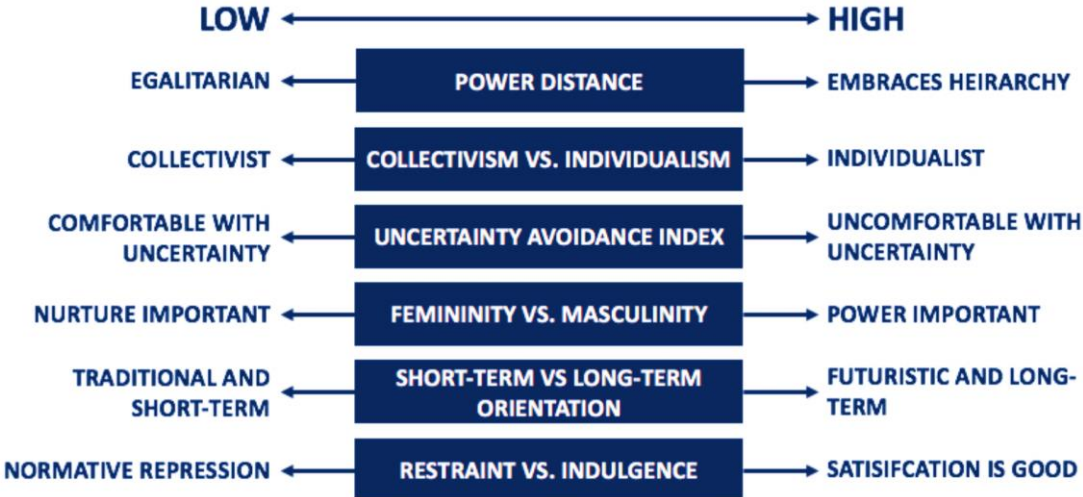 LOW HIGH
EGALITARIAN POWER DISTANCE EMBRACES HEIRARCHY
COLLECTIVIST COLLECTIVISM VS. INDIVIDUALISM INDIVIDUALIST
COMFORTABLE WITH
UNCERTAINTY
UNCERTAINTY AVOIDANCE INDEX
UNCOMFORTABLE WITH
UNCERTAINTY
NURTURE IMPORTANT FEMININITY VS. MASCULINITY POWER IMPORTANT
TRADITIONAL AND
SHORT-TERM
SHORT-TERM VS LONG-TERM
ORIENTATION
FUTURISTIC AND LONG-
TERM
NORMATIVE REPRESSION RESTRAINT VS. INDULGENCE SATISIFCATION IS GOOD